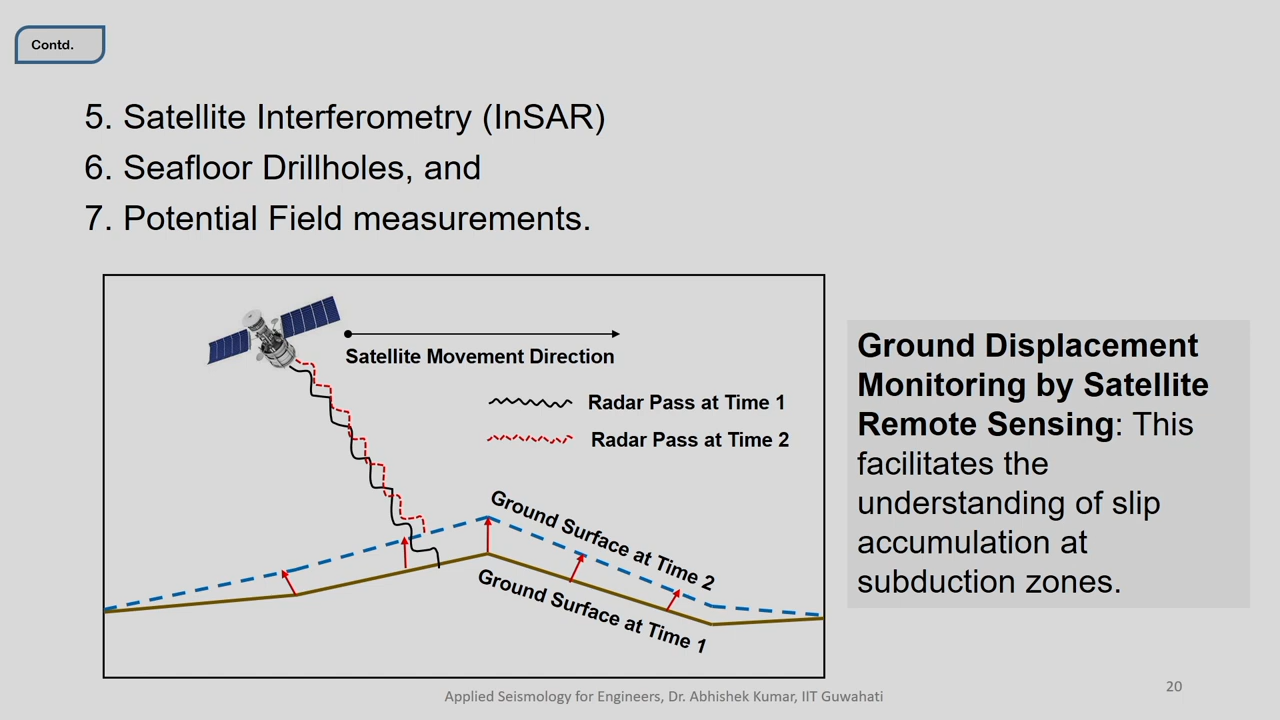 Contd.
5. Satellite Interferometry (InSAR)
6. Seafloor Drillholes, and
7. Potential Field measurements.
Satellite Movement Direction
Radar Pass at Time 1
Radar Pass at Time 2
Ground Surface at Time 2
Ground Surface at Time 1
Ground Displacement
Monitoring by Satellite
Remote Sensing: This
facilitates the
understanding of slip
accumulation at
subduction zones.
Applied Seismology for Engineers, Dr. Abhishek Kumar, IIT Guwahati
20